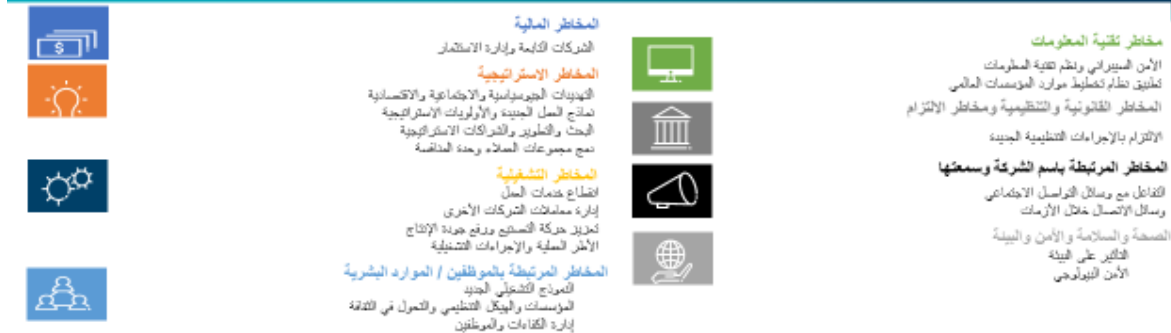 المخاطر المالية
الشركات التابعة وإدارة الاستثمار
المخاطر الاستراتيجية
التهديدات الجيوسياسية والاجتماعية والاقتصادية
نماذج العمل الجديدة والأولويات الاستراتيجية
البحث والتطوير والشراكات الاستراتيجية
دمج مجموعات العملاء وحدة المنافسة
المخاطر التشغيلية
انقطاع خدمات العمل
إدارة معاملات الشركات الأخرى
تعزيز حركة التصنيع ورفع جودة الإنتاج
الأطر العملية والإجراءات التشغيلية
المخاطر المرتبطة بالموظفين / الموارد البشرية
النموذج التشغيلي الجديد
المؤسسات والهيكل التنظيمي والتحول في الثقافة
إدارة الكفاءات والموظفين
مخاطر تقنية المعلومات
الأمن السيبراني ونظم تقنية المعلومات
تطبيق نظام تخطيط موارد المؤسسات العالمي
المخاطر القانونية والتنظيمية ومخاطر الالتزام
الالتزام بالإجراءات التنظيمية الجديدة
المخاطر المرتبطة باسم الشركة وسمعتها
التفاعل مع وسائل التواصل الاجتماعي
وسائل الاتصال خلال الأزمات
الصحة والسلامة والأمن والبيئة
التأثير على البيئة
الأمن البيولوجي
$